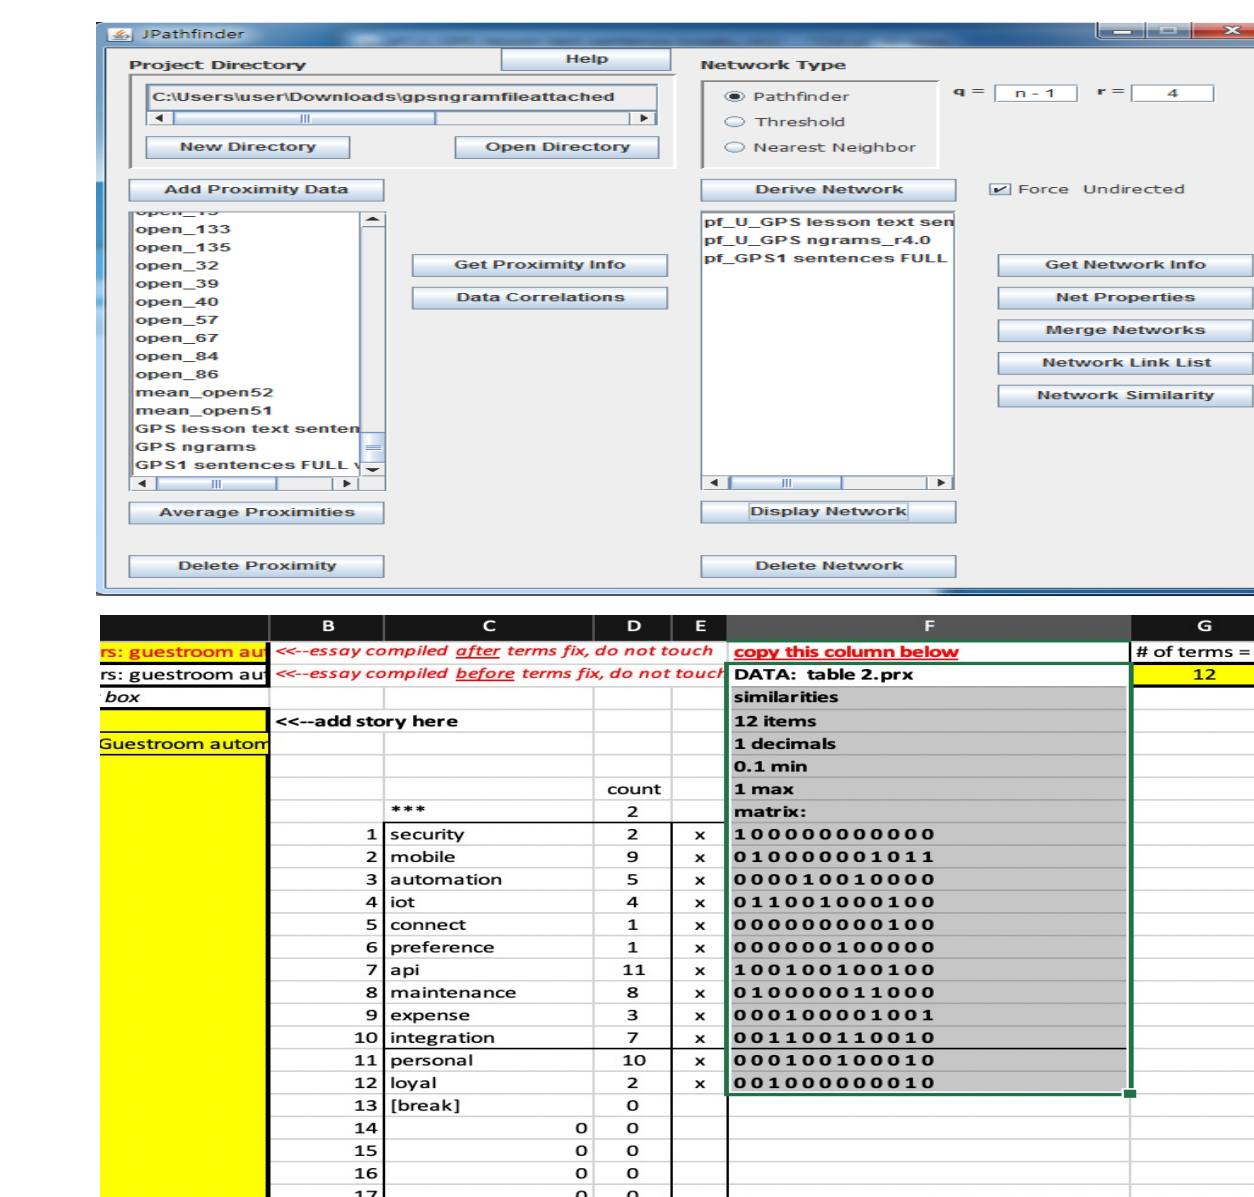 JPathfinder
Project Directory
Help
C:\Users\user\Downloads\gpsngramfileattached
New Directory
Open Directory
Add Proximity Data
open_133
open_135
open_32
open_39
open_40
open_57
open_67
open_84
open_86
mean_open52
mean_open51
GPS lesson text senten
GPS ngrams
GPS1 sentences FULL
Get Proximity Info
Data Correlations
Average Proximities
Delete Proximity
Network Type
Pathfinder
Threshold
Nearest Neighbor
q = n - 1 r = 4
Derive Network
Force Undirected
pf_U_GPS lesson text sen
pf_U_GPS ngrams_r4.0
pf_GPS1 sentences FULL
Get Network Info
Net Properties
Merge Networks
Network Link List
Network Similarity
Display Network
Delete Network
B C D E F G
rs: guestroom au <<--essay compiled after terms fix, do not touch copy this column below # of terms =
rs: guestroom au <<--essay compiled before terms fix, do not touch DATA: table 2.prx 12
box similarities
<<--add story here 12 items
Guestroom autom 1 decimals
0.1 min
count 1 max
*** 2 matrix:
1 security 2 x 1 0 0 0 0 0 0 0 0 0 0 0
2 mobile 9 x 0 1 0 0 0 0 0 0 1 0 1 1
3 automation 5 x 0 0 0 0 1 0 0 1 0 0 0 0
4 iot 4 x 0 1 1 0 0 1 0 0 0 1 0 0
5 connect 1 x 0 0 0 0 0 0 0 0 0 1 0 0
6 preference 1 x 0 0 0 0 0 0 1 0 0 0 0 0
7 api 11 x 1 0 0 1 0 0 1 0 0 1 0 0
8 maintenance 8 x 0 1 0 0 0 0 0 1 1 0 0 0
9 expense 3 x 0 0 0 1 0 0 0 0 1 0 0 1
10 integration 7 x 0 0 1 1 0 0 1 1 0 0 1 0
11 personal 10 x 0 0 0 1 0 0 1 0 0 0 1 0
12 loyal 2 x 0 0 1 0 0 0 0 0 0 0 1 0
13 [break] 0
14 0 0
15 0 0
16 0 0
17 0 0